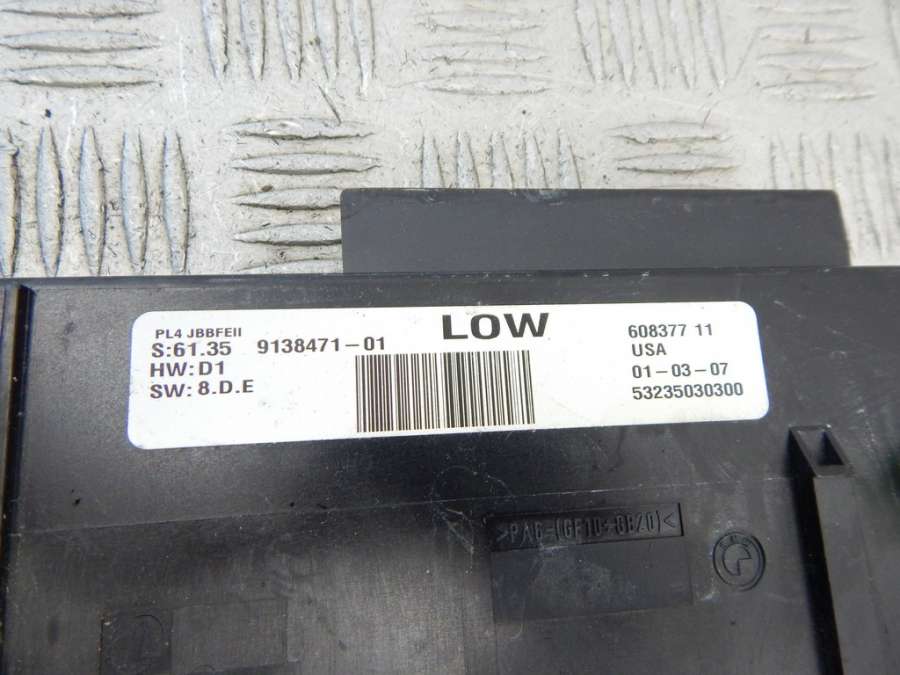 PL4 JBBFEII
S:61.35 9138471-01
HW:D1
SW: 8.D.E
LOW
608377 11
USA
01-03-07
53235030300
>PA6-(GF10+GB20)<